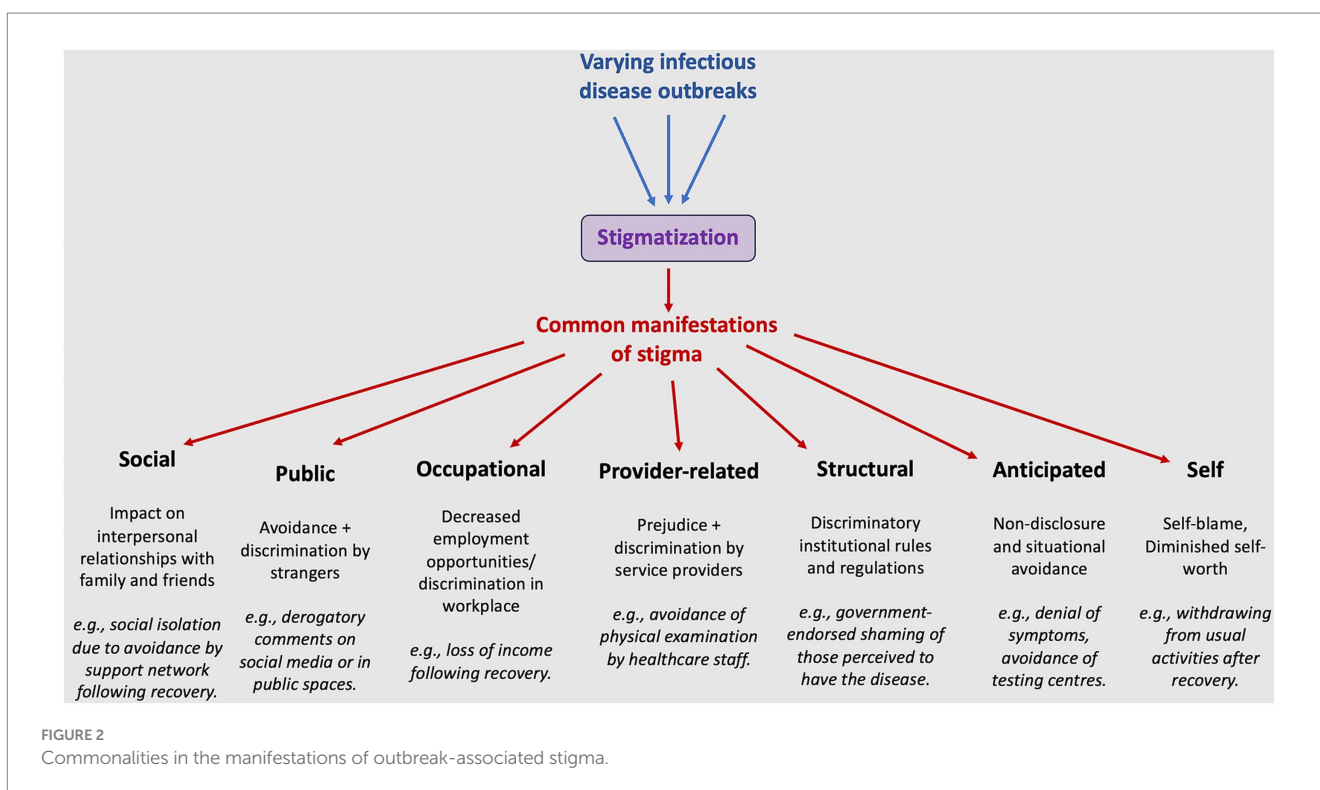 Varying infectious
disease outbreaks
Stigmatization
Common manifestations
of stigma
Social
Impact on
interpersonal
relationships with
family and friends
e.g., social isolation
due to avoidance by
support network
following recovery.
Public
Avoidance +
discrimination by
strangers
e.g., derogatory
comments on
social media or in
public spaces.
Occupational
Decreased
employment
opportunities/
discrimination in
workplace
e.g., loss of income
following recovery.
Provider-related
Prejudice +
discrimination by
service providers
e.g., avoidance of
physical examination
by healthcare staff.
Structural
Discriminatory
institutional rules
and regulations
e.g., government-
endorsed shaming of
those perceived to
have the disease.
Anticipated
Non-disclosure
and situational
avoidance
e.g., denial of
symptoms,
avoidance of
testing centres.
Self
Self-blame,
Diminished self-
worth
e.g., withdrawing
from usual
activities after
recovery.
FIGURE 2
Commonalities in the manifestations of outbreak-associated stigma.